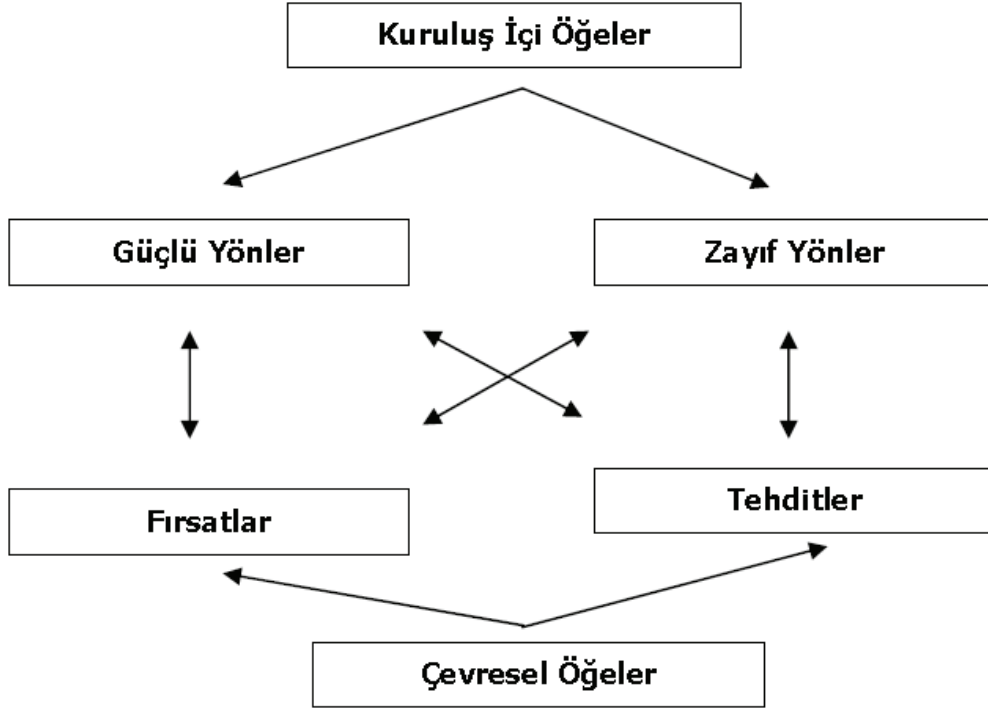 Kuruluş İçi Öğeler
Güçlü Yönler
Zayıf Yönler
Fırsatlar
Tehditler
Çevresel Öğeler